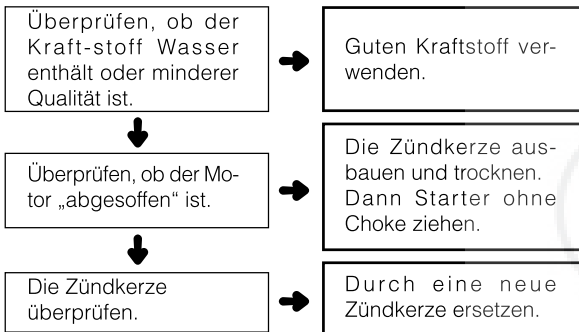 Überprüfen, ob der
Kraft-stoff Wasser
enthält oder minderer
Qualität ist.
Guten Kraftstoff ver-
wenden.
Überprüfen, ob der Mo-
tor „abgesoffen“ ist.
Die Zündkerze aus-
bauen und trocknen.
Dann Starter ohne
Choke ziehen.
Die Zündkerze
überprüfen.
Durch eine neue
Zündkerze ersetzen.